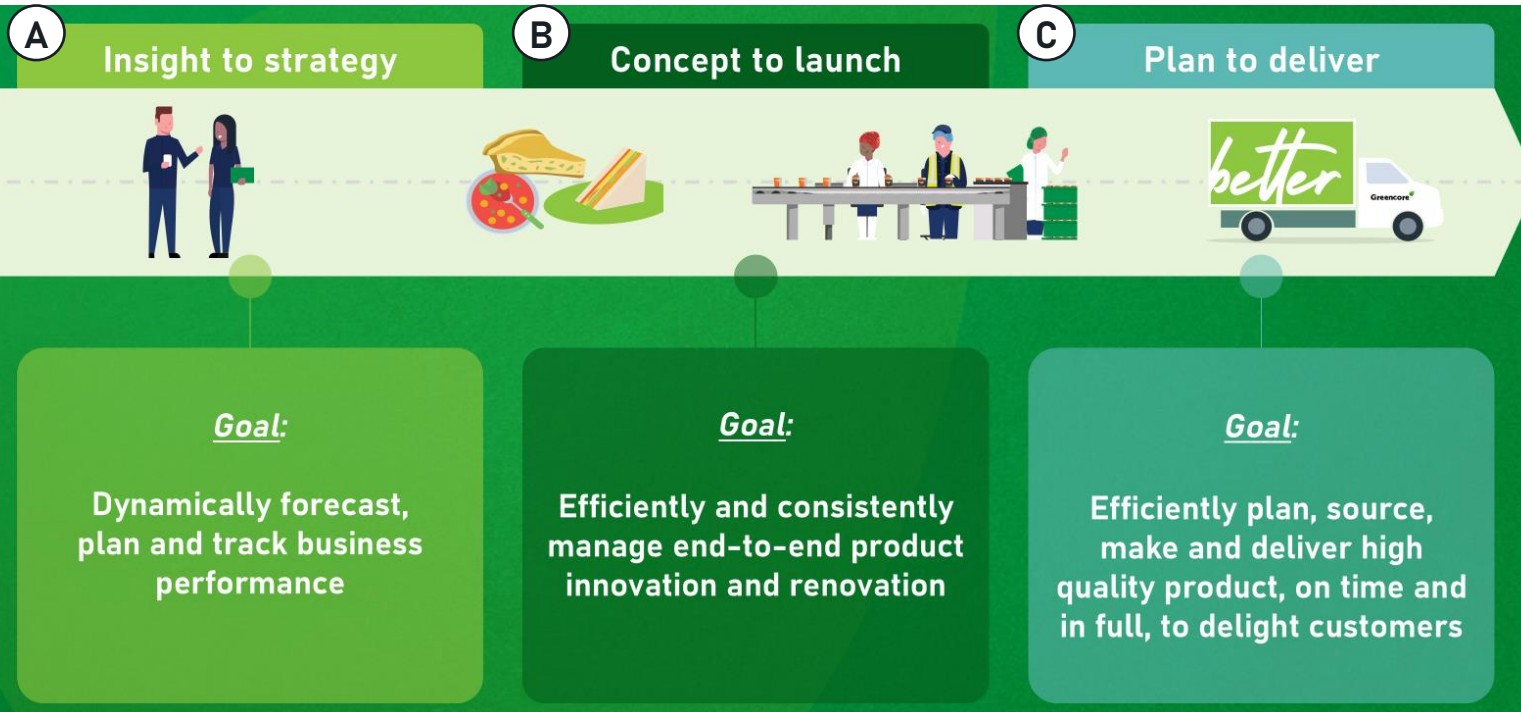 A
Insight to strategy
B
Concept to launch
C
Plan to deliver
better
Greencore
Goal:
Dynamically forecast,
plan and track business
performance
Goal:
Efficiently and consistently
manage end-to-end product
innovation and renovation
Goal:
Efficiently plan, source,
make and deliver high
quality product, on time and
in full, to delight customers